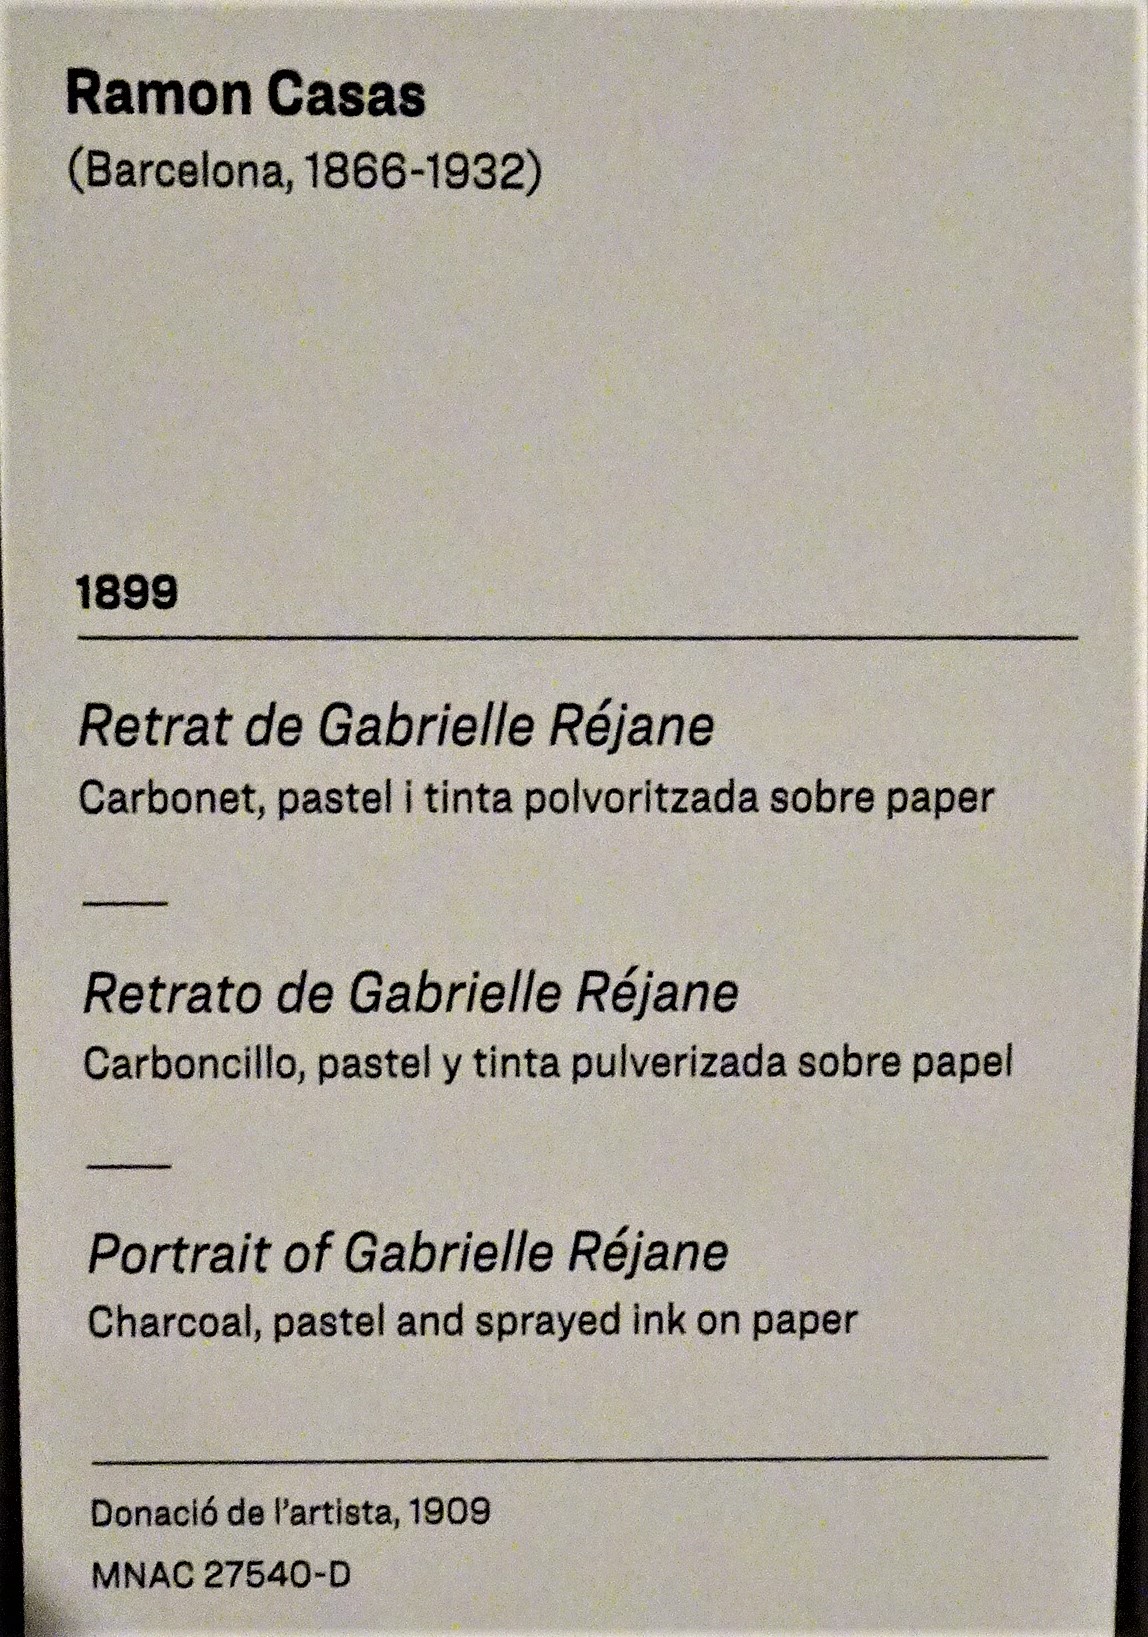 Ramon Casas
(Barcelona, 1866-1932)
1899
Retrat de Gabrielle Réjane
Carbonet, pastel i tinta polvoritzada sobre paper
Retrato de Gabrielle Réjane
Carboncillo, pastel y tinta pulverizada sobre papel
Portrait of Gabrielle Réjane
Charcoal, pastel and sprayed ink on paper
Donació de l'artista, 1909
MNAC 27540-D